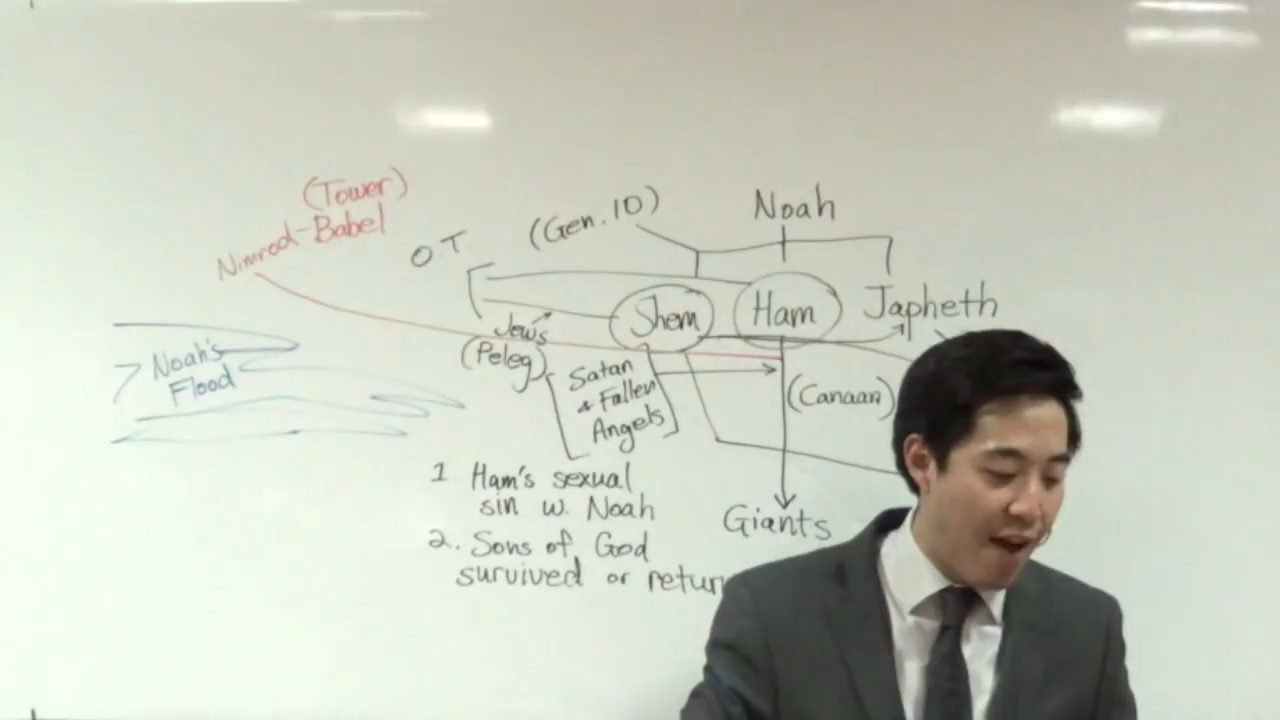 (Tower)
Nimrod-Babel
O.T
(Gen.10)
Noah
Shem
Ham
Japheth
Jews
(Peleg)
Noah's
Flood
Satan
& Fallen
Angels
(Canaan)
1. Ham's sexual
sin w. Noah
2. Sons of God
survived or return
Giants